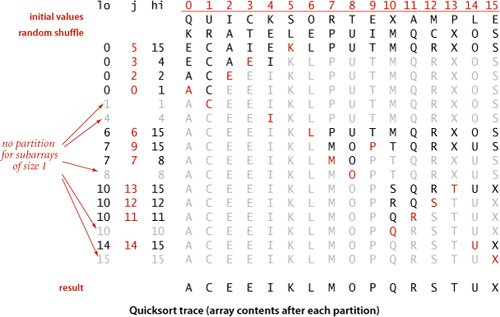 lo j hi 0 1 2 3 4 5 6 7 8 9 10 11 12 13 14 15
initial values Q U I C K S O R T E X A M P L E
random shuffle K R A T E L E P U I M Q C X O S
0 5 15 E C A I E K L P U T M Q R X O S
0 3 4 E C A E I K L P U T M Q R X O S
0 2 2 A C E E I K L P U T M Q R X O S
0 0 1 A C E E I K L P U T M Q R X O S
1 1 A C E E I K L P U T M Q R X O S
4 4 A C E E I K L P U T M Q R X O S
6 6 15 A C E E I K L P U T M Q R X O S
no partition for subarrays of size 1
7 9 15 A C E E I K L M O P T Q R X U S
7 7 8 A C E E I K L M O P T Q R X U S
8 8 A C E E I K L M O P T Q R X U S
10 13 15 A C E E I K L M O P S Q R T U X
10 12 12 A C E E I K L M O P R Q S T U X
10 11 11 A C E E I K L M O P Q R S T U X
10 10 A C E E I K L M O P Q R S T U X
14 14 15 A C E E I K L M O P Q R S T U X
15 15 A C E E I K L M O P Q R S T U X
result A C E E I K L M O P Q R S T U X
Quicksort trace (array contents after each partition)